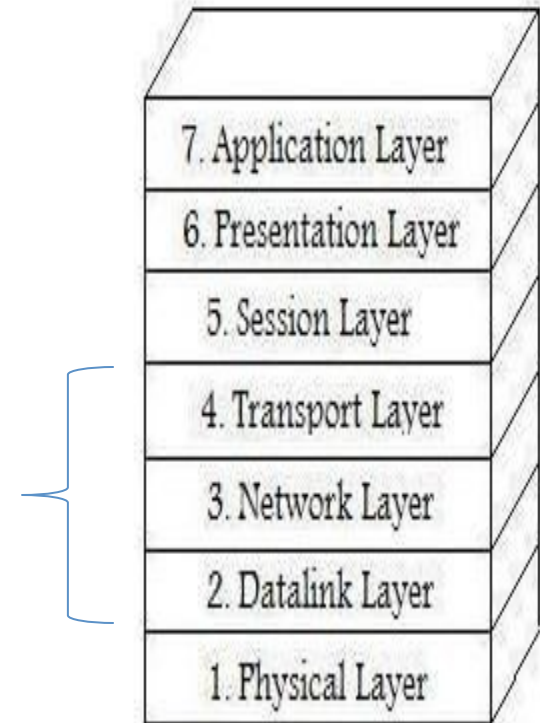 7. Application Layer
6. Presentation Layer
5. Session Layer
4. Transport Layer
3. Network Layer
2. Datalink Layer
1. Physical Layer